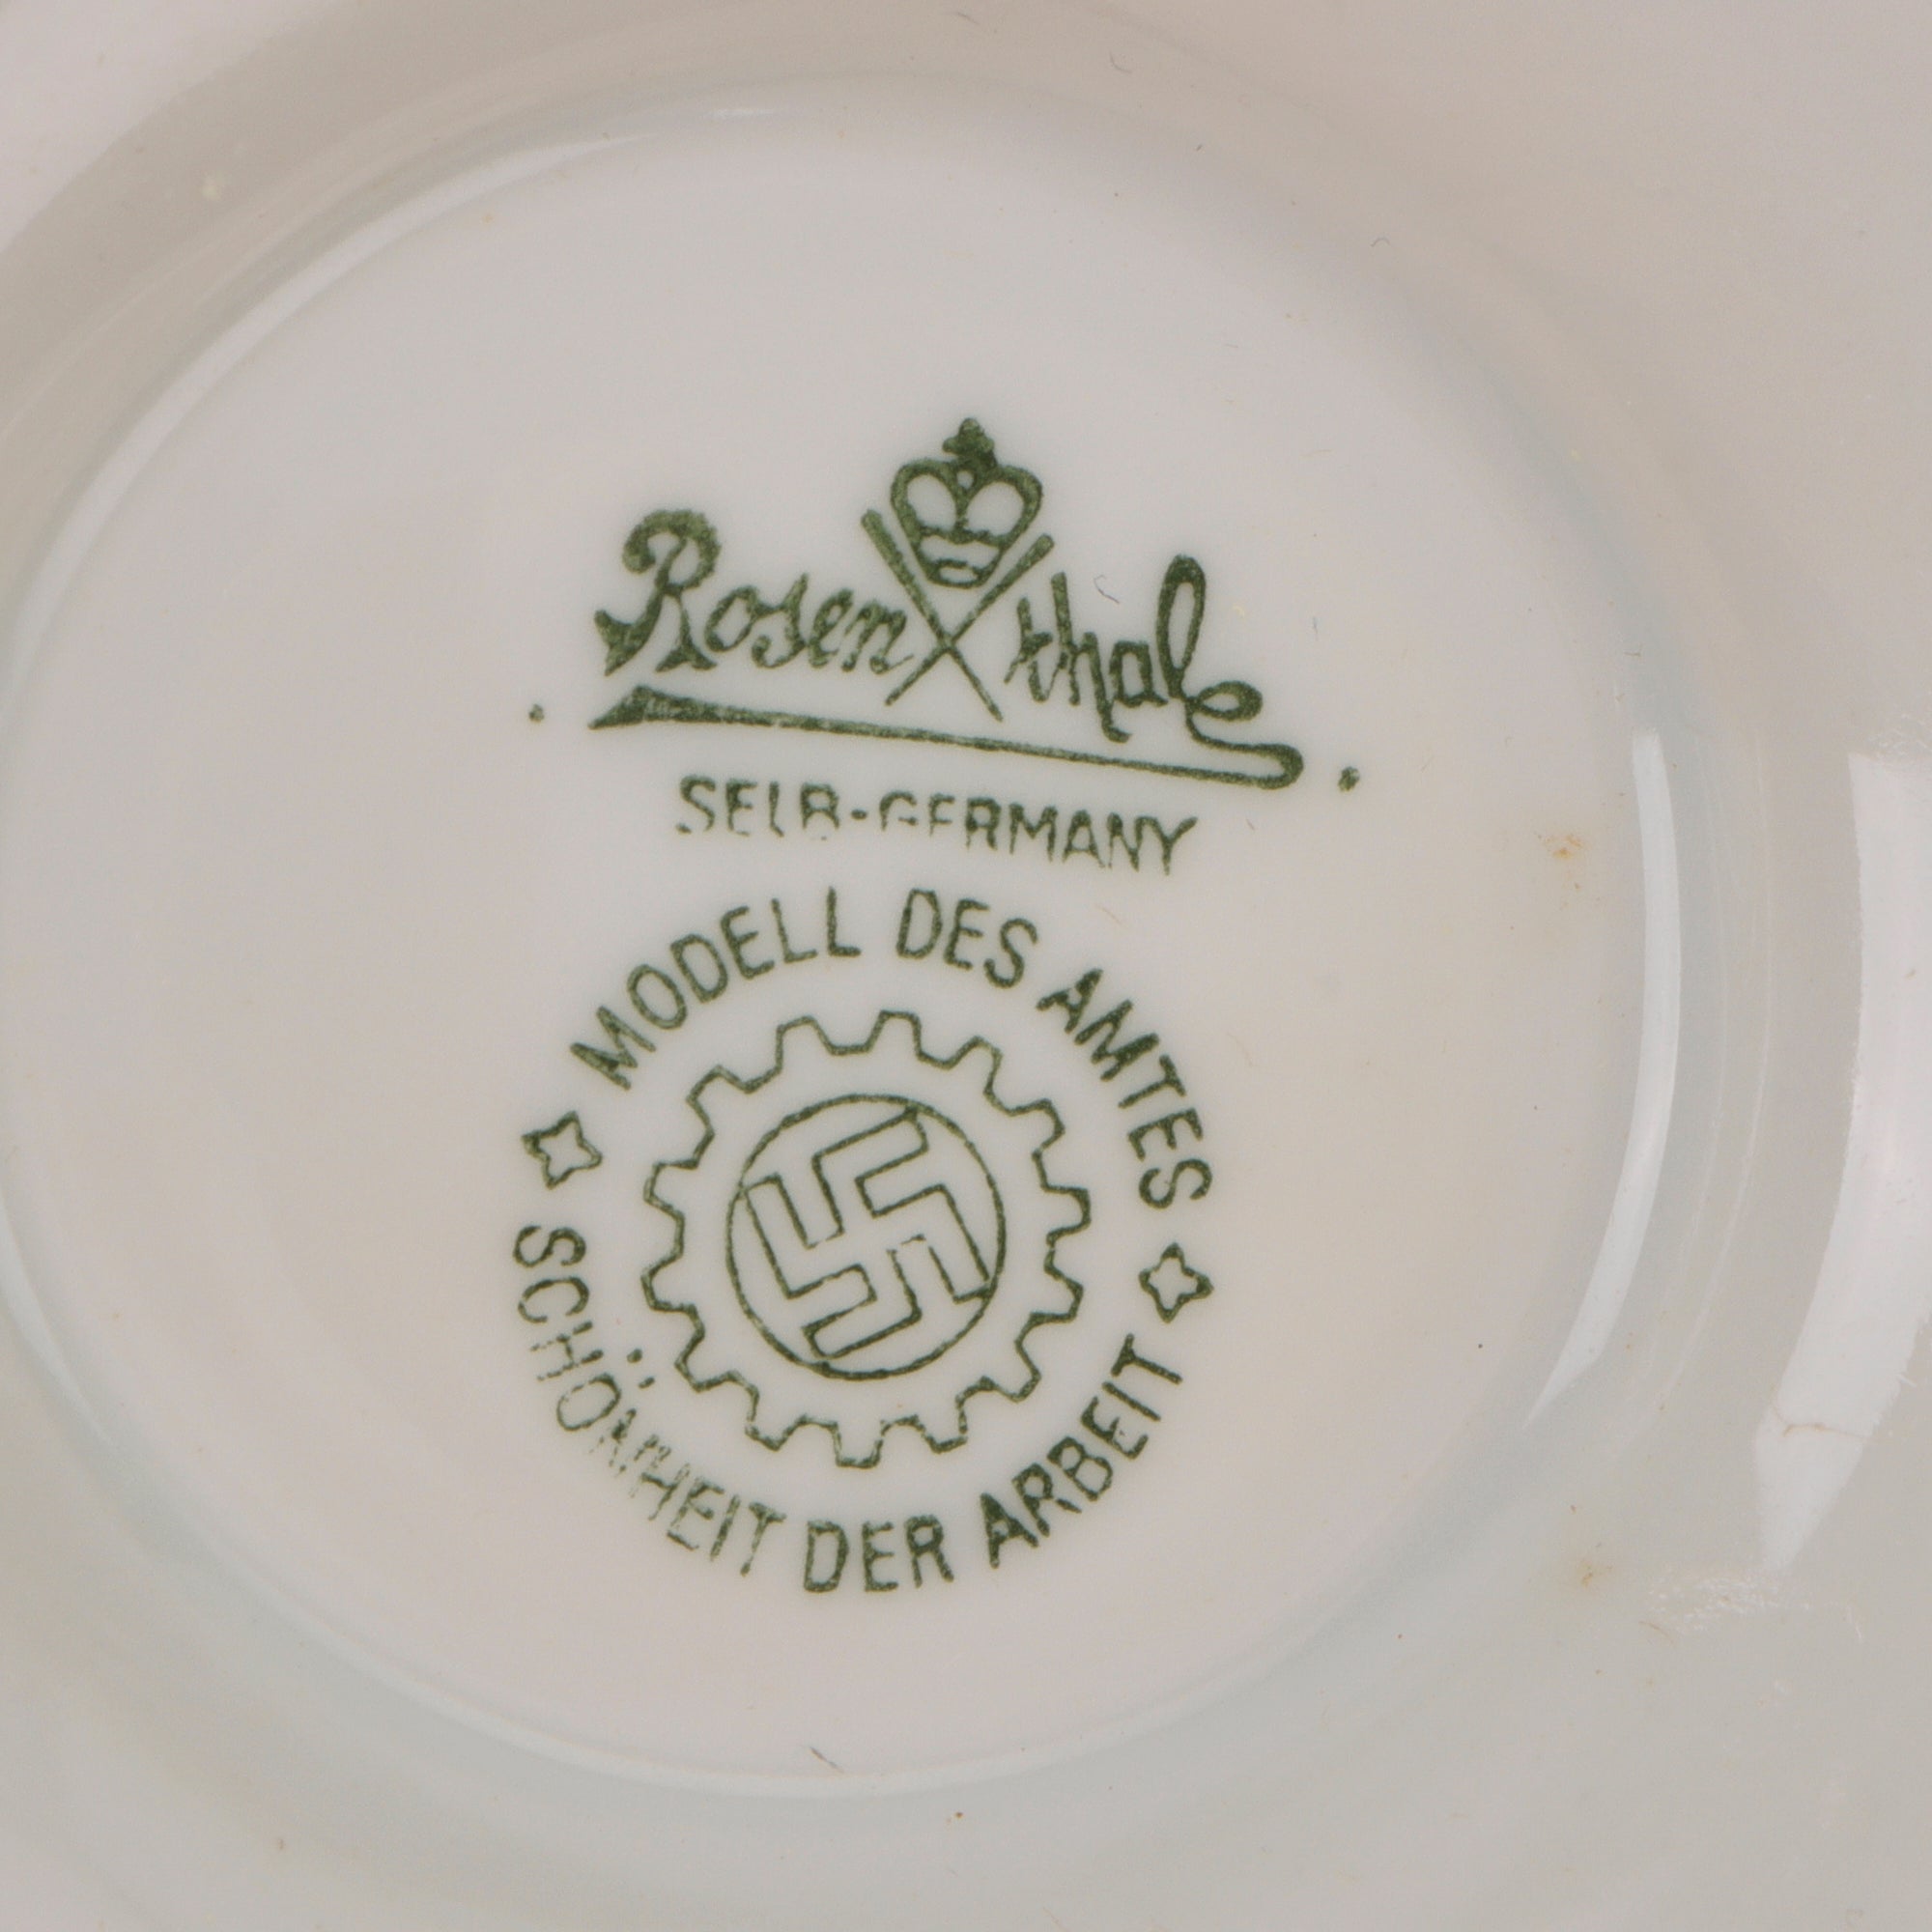 Rosenthal
SELB-GERMANY
MODELL DES AMTES
SCHÖNHEIT DER ARBEIT